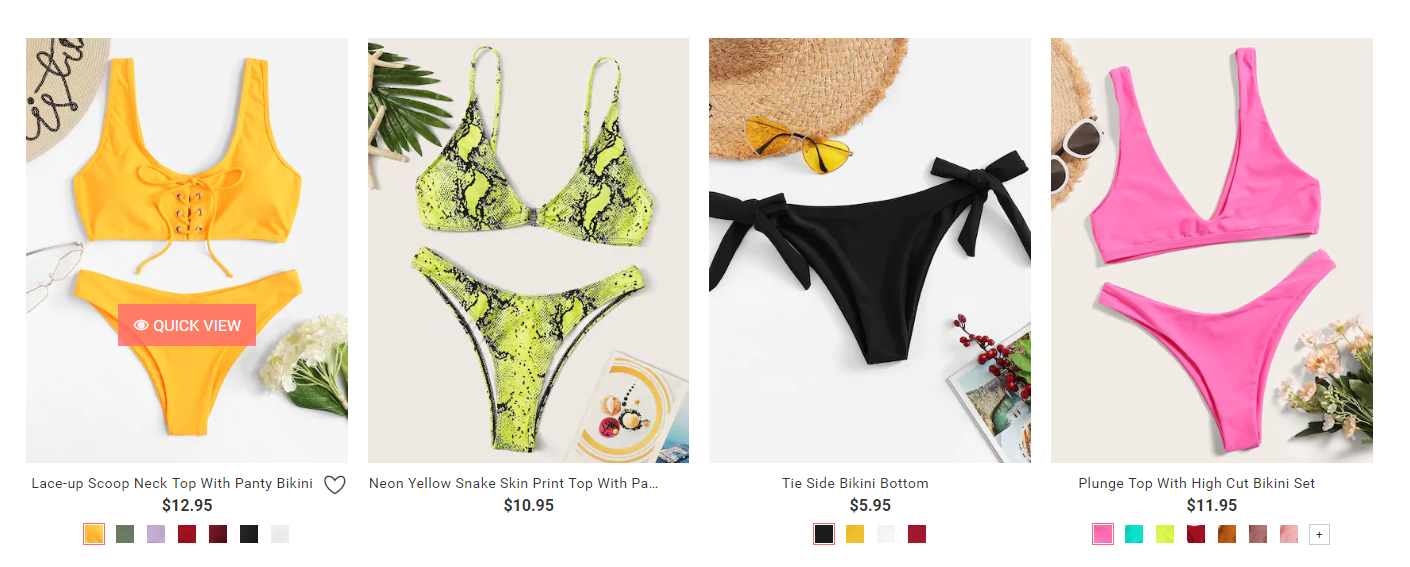 QUICK VIEW
Lace-up Scoop Neck Top With Panty Bikini
$12.95
Neon Yellow Snake Skin Print Top With Pa...
$10.95
Tie Side Bikini Bottom
$5.95
Plunge Top With High Cut Bikini Set
$11.95
+